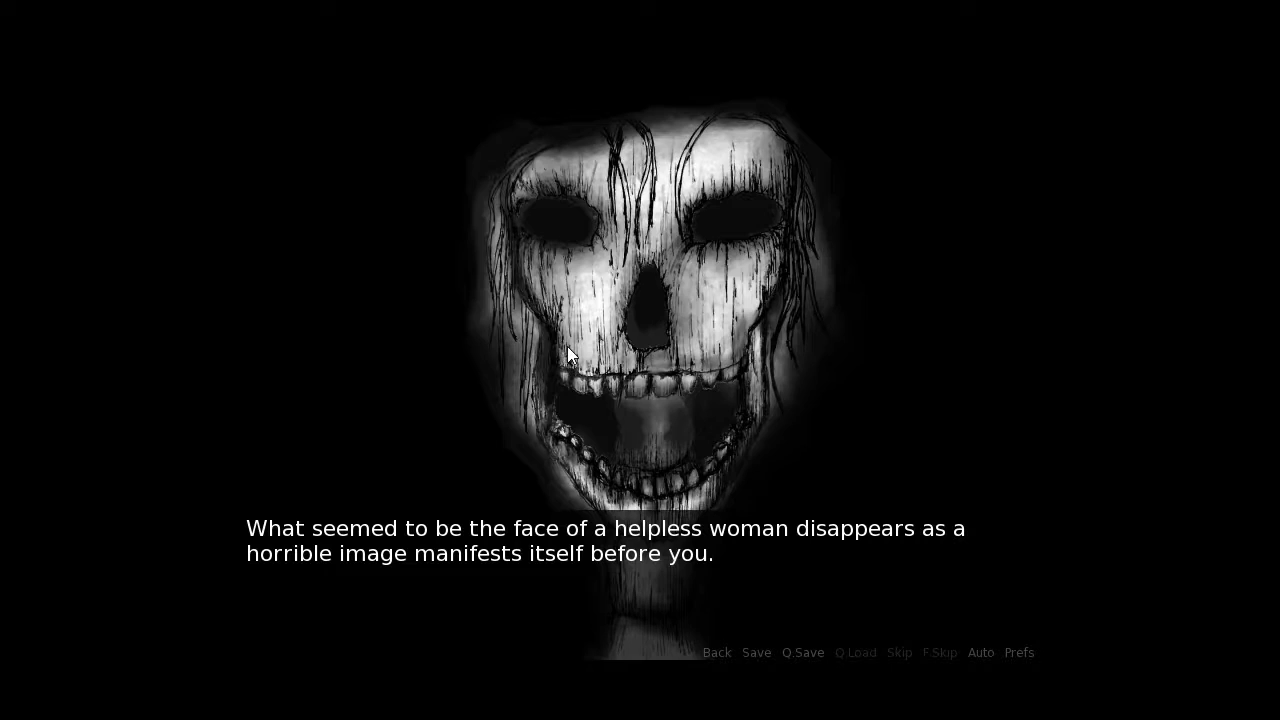 What seemed to be the face of a helpless woman disappears as a
horrible image manifests itself before you.
Back Save Q.Save Q.Load Skip F.Skip Auto Prefs